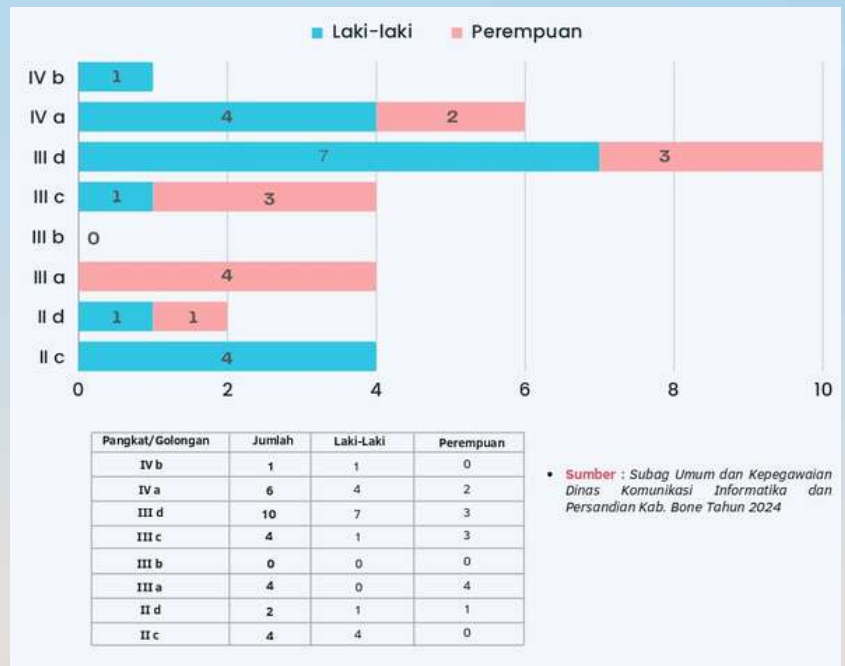 Laki-laki Perempuan
IV b 1
IV a 4 2
III d 7 3
III c 1 3
III b 0
III a 4
II d 1 1
II c 4
0 2 4 6 8 10
Pangkat/Golongan Jumlah Laki-Laki Perempuan
IV b 1 1 0
IV a 6 4 2
III d 10 7 3
III c 4 1 3
III b 0 0 0
III a 4 0 4
II d 2 1 1
II c 4 4 0
• Sumber : Subag Umum dan Kepegawaian
Dinas Komunikasi Informatika dan
Persandian Kab. Bone Tahun 2024